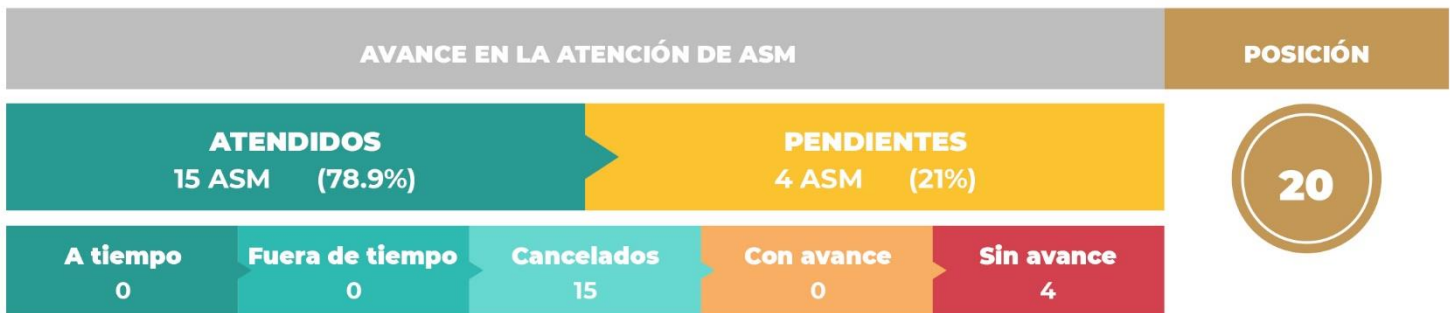 AVANCE EN LA ATENCIÓN DE ASM
POSICIÓN
ATENDIDOS
15 ASM (78.9%)
PENDIENTES
4 ASM (21%)
20
A tiempo
0
Fuera de tiempo
0
Cancelados
15
Con avance
0
Sin avance
4